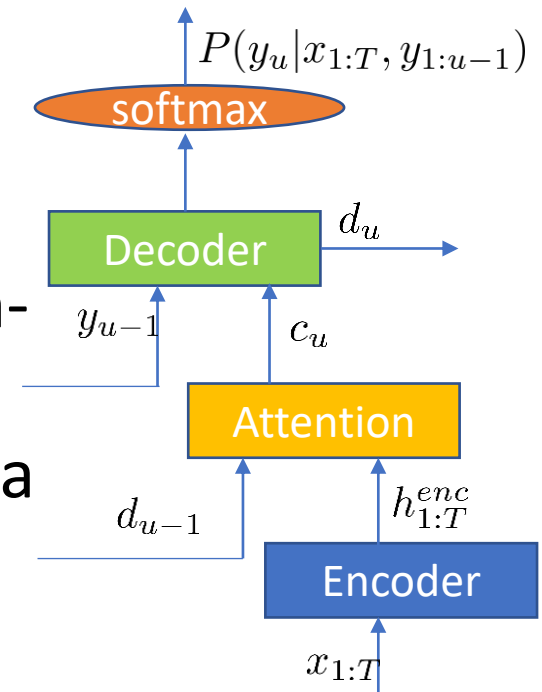 P(y_u|x_{1:T}, y_{1:u-1})
softmax
d_u
Decoder
n-
y_{u-1}
c_u
Attention
a
d_{u-1}
h_{1:T}^{enc}
Encoder
x_{1:T}